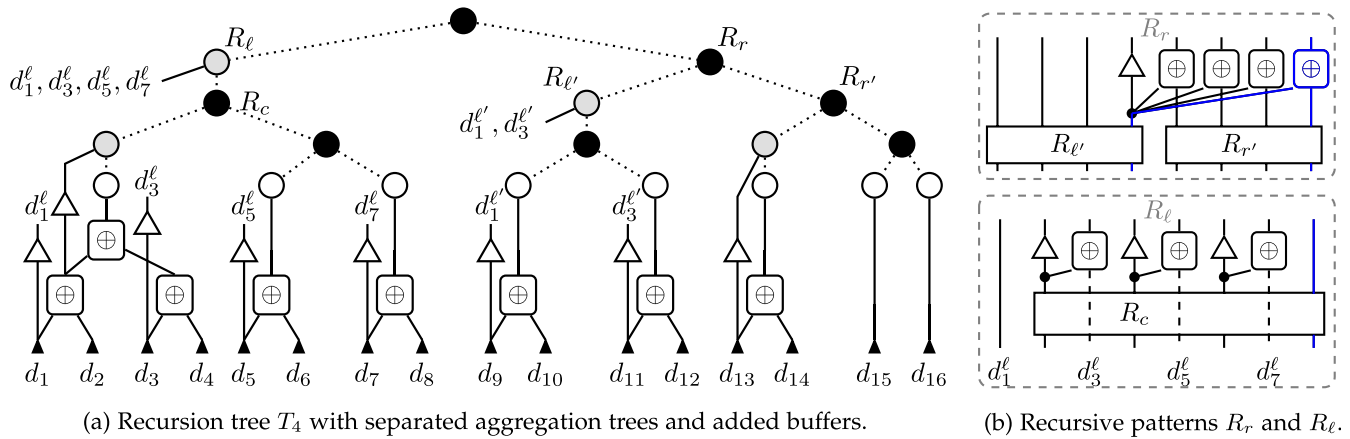 R_ℓ
R_r
d_1^ℓ, d_3^ℓ, d_5^ℓ, d_7^ℓ
R_ℓ′
R_r′
R_c
d_1^ℓ′, d_3^ℓ′
d_1^ℓ
d_3^ℓ
d_5^ℓ
d_7^ℓ
d_1^ℓ′
d_3^ℓ′
⊕
⊕ ⊕ ⊕ ⊕ ⊕ ⊕ ⊕
d_1 d_2 d_3 d_4 d_5 d_6 d_7 d_8 d_9 d_10 d_11 d_12 d_13 d_14 d_15 d_16
(a) Recursion tree T_4 with separated aggregation trees and added buffers.
R_r
⊕ ⊕ ⊕ ⊕
R_ℓ′ R_r′
R_ℓ
⊕ ⊕ ⊕
R_c
d_1^ℓ d_3^ℓ d_5^ℓ d_7^ℓ
(b) Recursive patterns R_r and R_ℓ.